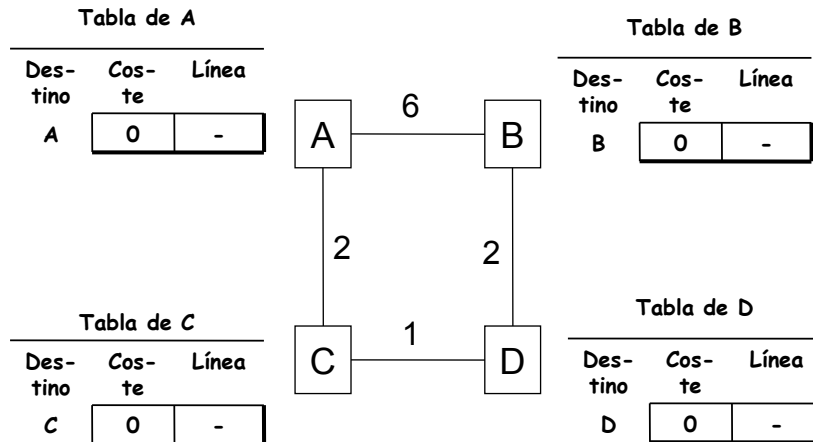 Tabla de A
Des- Cos- Línea
tino te
A 0 -
Tabla de B
Des- Cos- Línea
tino te
B 0 -
A 6 B
2 2
C 1 D
Tabla de C
Des- Cos- Línea
tino te
C 0 -
Tabla de D
Des- Cos- Línea
tino te
D 0 -